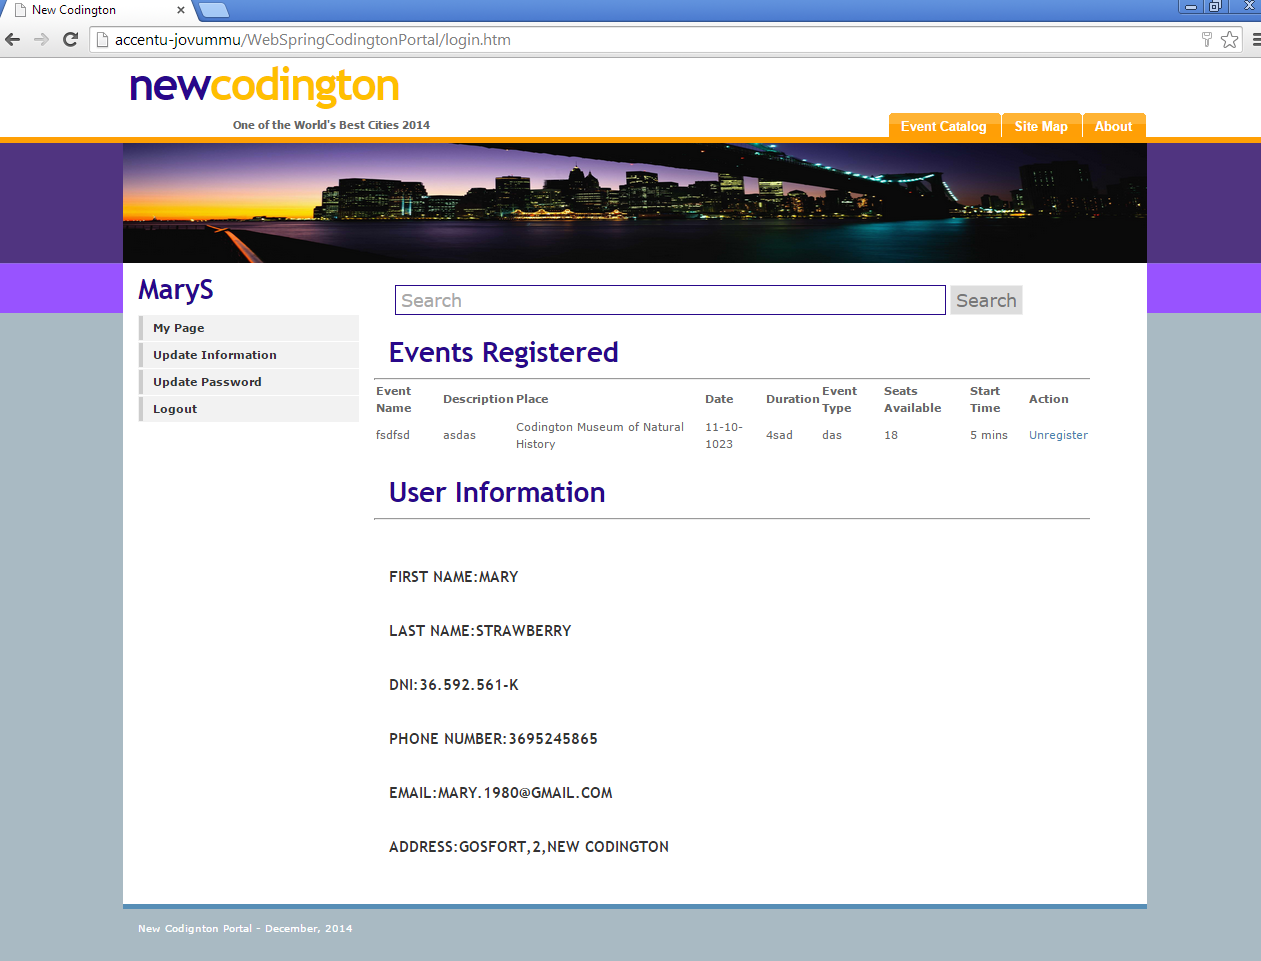 New Codington
accentu-jovummu/WebSpringCodingtonPortal/login.htm
newcodington
One of the World's Best Cities 2014
Event Catalog Site Map About
MaryS
My Page
Update Information
Update Password
Logout
Search Search
Events Registered
Event Name Description Place Date Duration Event Type Seats Available Start Time Action
fsdfsd asdas Codington Museum of Natural History 11-10-1023 4sad das 18 5 mins Unregister
User Information
FIRST NAME:MARY
LAST NAME:STRAWBERRY
DNI:36.592.561-K
PHONE NUMBER:3695245865
EMAIL:MARY.1980@GMAIL.COM
ADDRESS:GOSFORT,2,NEW CODINGTON
New Codignton Portal - December, 2014